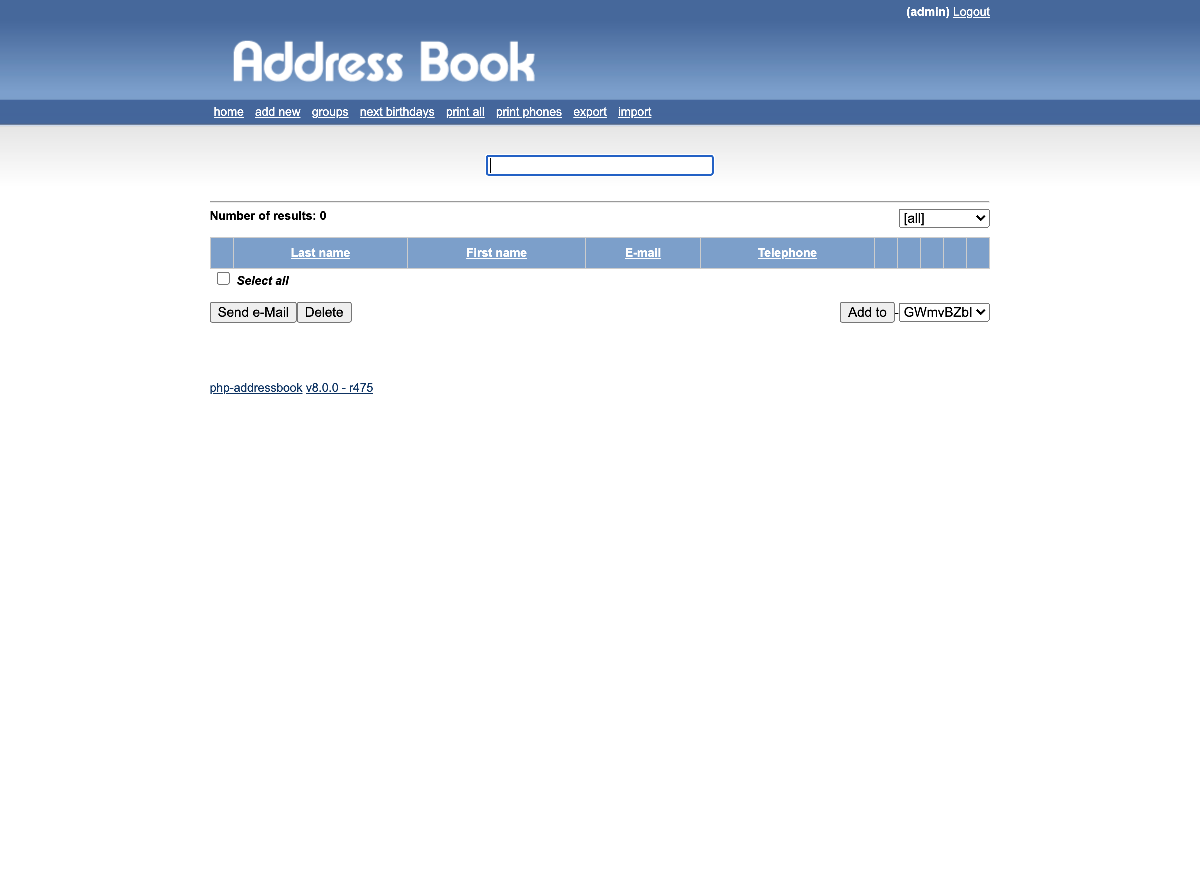 (admin) Logout
Address Book
home add new groups next birthdays print all print phones export import
Number of results: 0
[all]
Last name First name E-mail Telephone
Select all
Send e-Mail Delete Add to - GWmvBZbI
php-addressbook v8.0.0 - r475